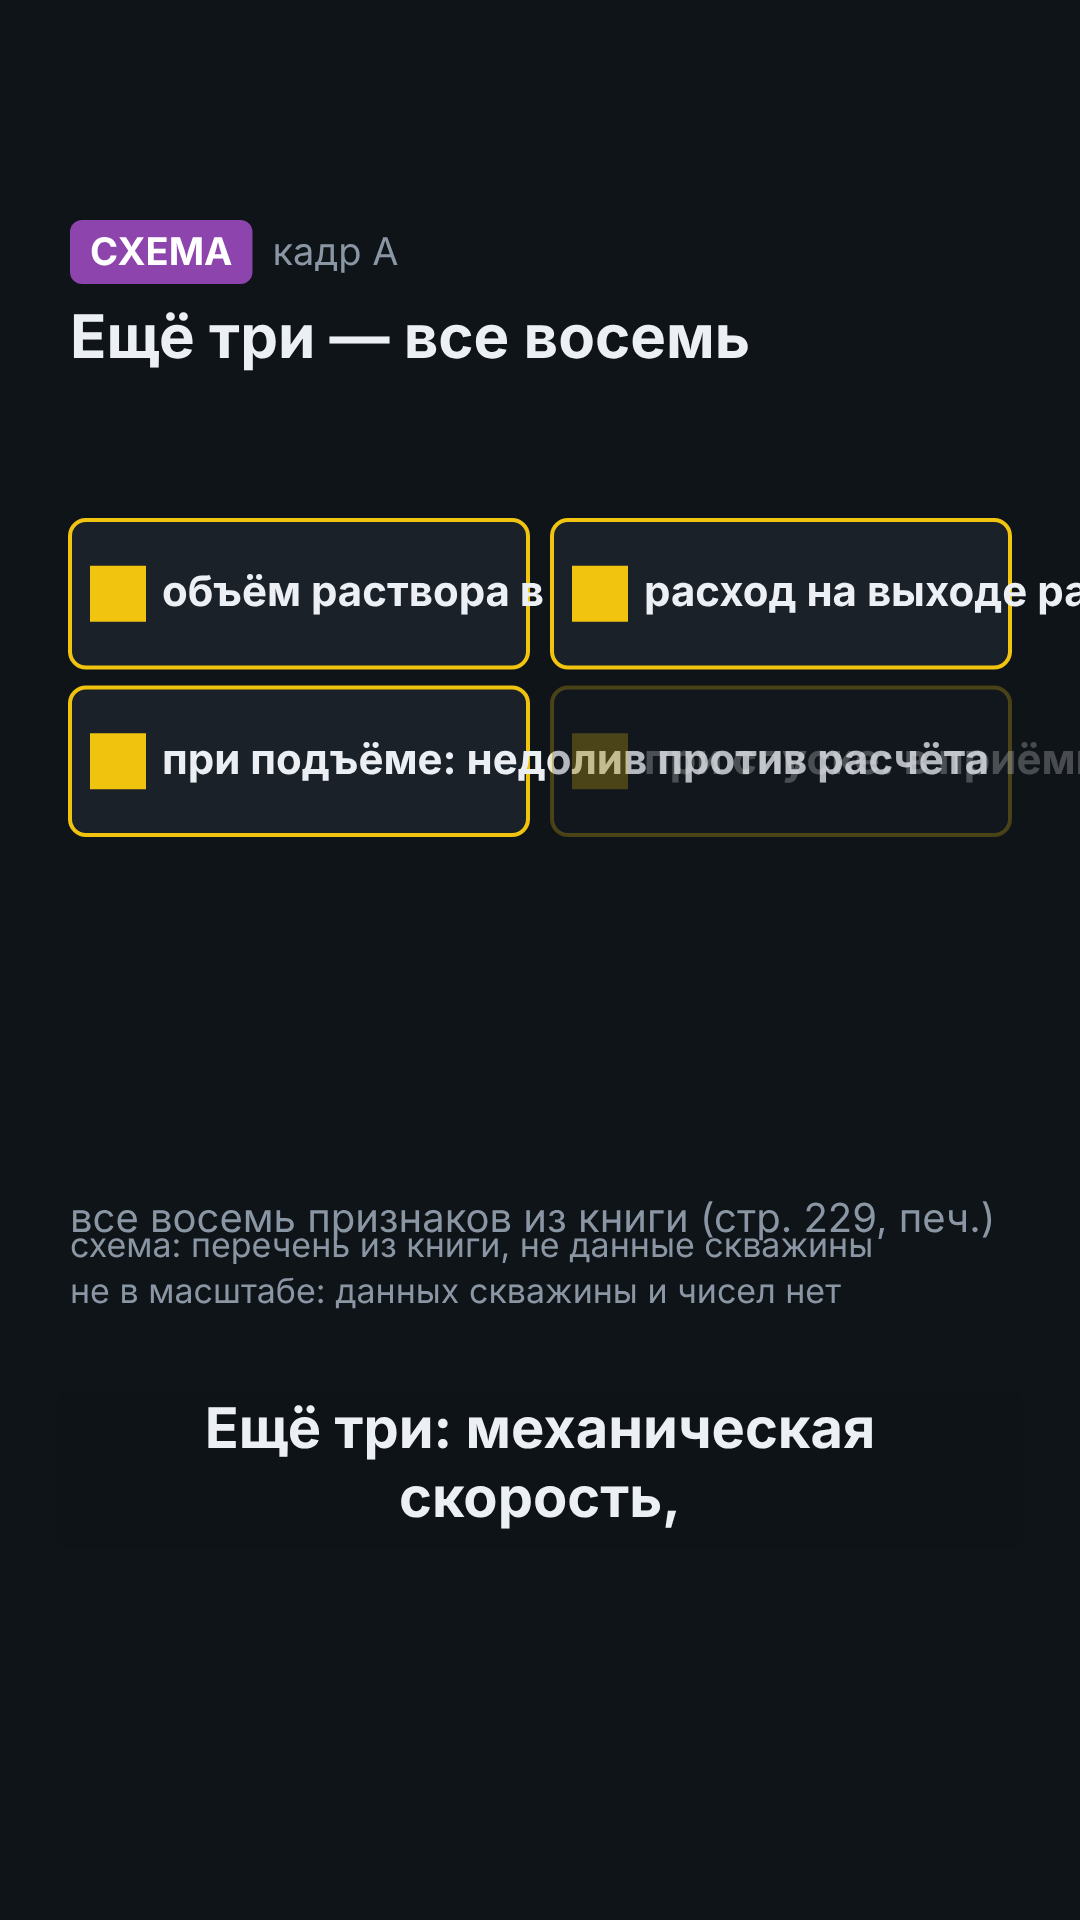 СХЕМА кадр А
Ещё три — все восемь
объём раствора в
расход на выходе
при подъёме: недолив против расчёта
все восемь признаков из книги (стр. 229, печ.)
схема: перечень из книги, не данные скважины
не в масштабе: данных скважины и чисел нет
Ещё три: механическая
скорость,